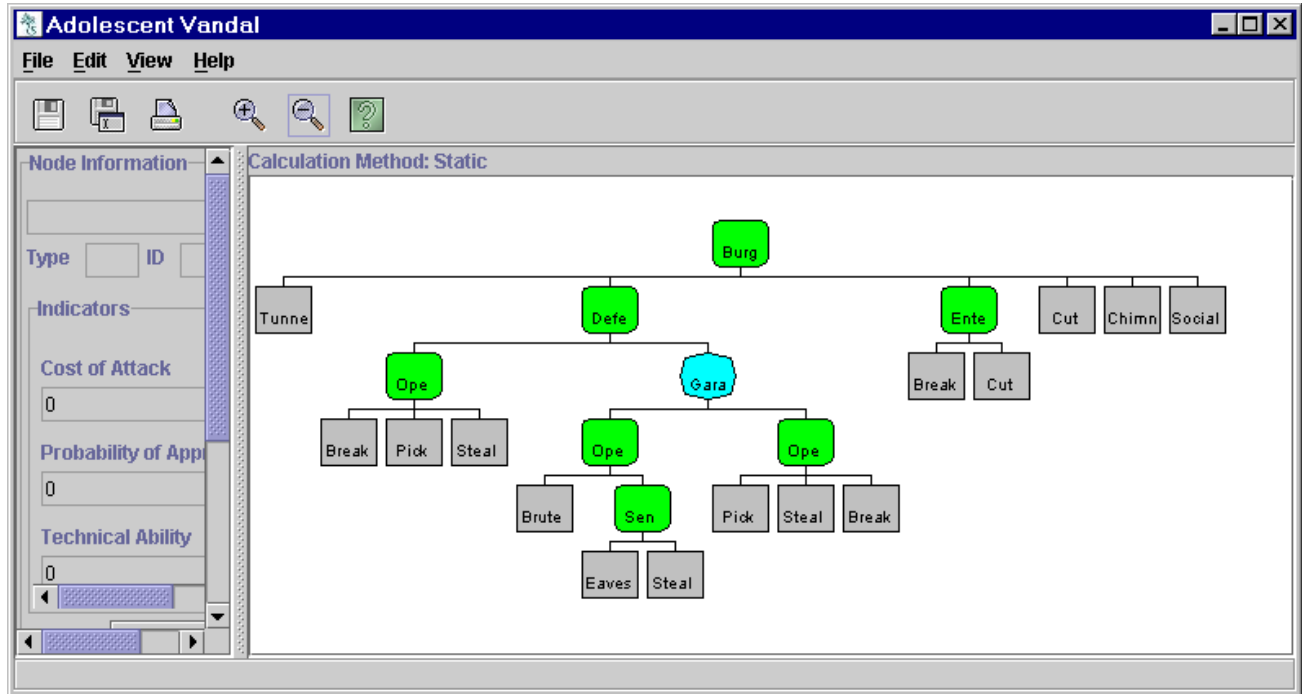 Adolescent Vandal
File Edit View Help
Node Information
Calculation Method: Static
Type ID
Indicators
Cost of Attack
0
Probability of Appr
0
Technical Ability
0
Burg
Tunne Defe Ente Cut Chimn Social
Ope Gara Break Cut
Break Pick Steal Ope Ope
Brute Sen Pick Steal Break
Eaves Steal